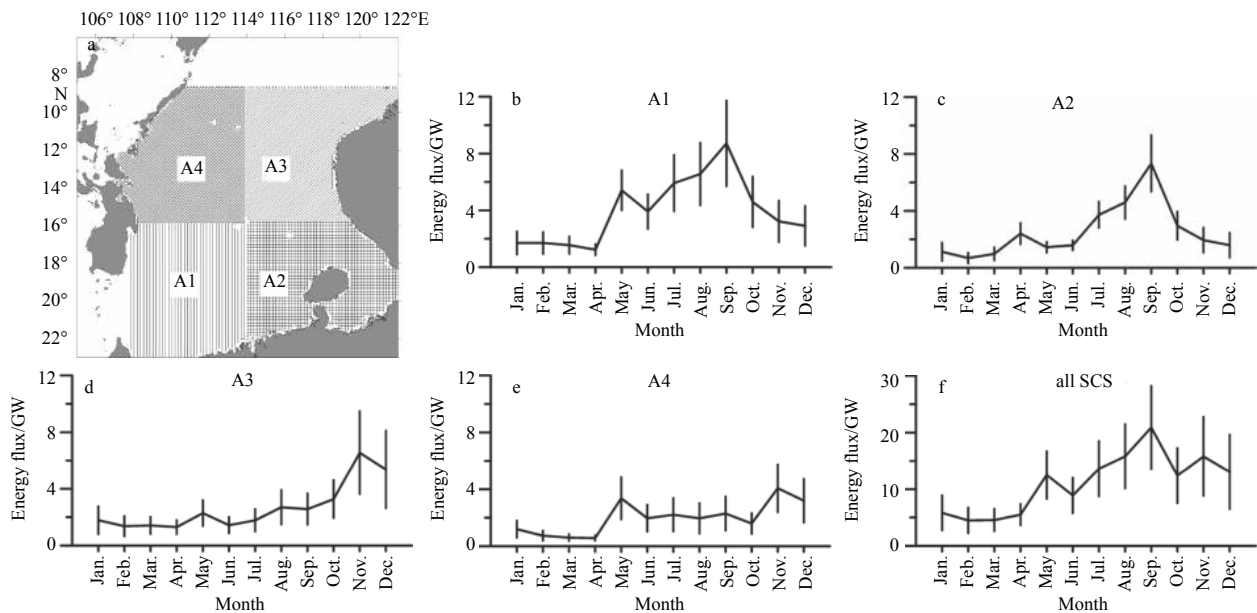 106° 108° 110° 112° 114° 116° 118° 120° 122°E
a
8°
N
10°
12°
14°
16°
18°
20°
22°
A4
A3
A1
A2
b
A1
12
8
4
0
Energy flux/GW
Jan.
Feb.
Mar.
Apr.
May
Jun.
Jul.
Aug.
Sep.
Oct.
Nov.
Dec.
Month
c
A2
12
8
4
0
Energy flux/GW
Jan.
Feb.
Mar.
Apr.
May
Jun.
Jul.
Aug.
Sep.
Oct.
Nov.
Dec.
Month
d
A3
12
8
4
0
Energy flux/GW
Jan.
Feb.
Mar.
Apr.
May
Jun.
Jul.
Aug.
Sep.
Oct.
Nov.
Dec.
Month
e
A4
12
8
4
0
Energy flux/GW
Jan.
Feb.
Mar.
Apr.
May
Jun.
Jul.
Aug.
Sep.
Oct.
Nov.
Dec.
Month
f
all SCS
30
20
10
0
Energy flux/GW
Jan.
Feb.
Mar.
Apr.
May
Jun.
Jul.
Aug.
Sep.
Oct.
Nov.
Dec.
Month